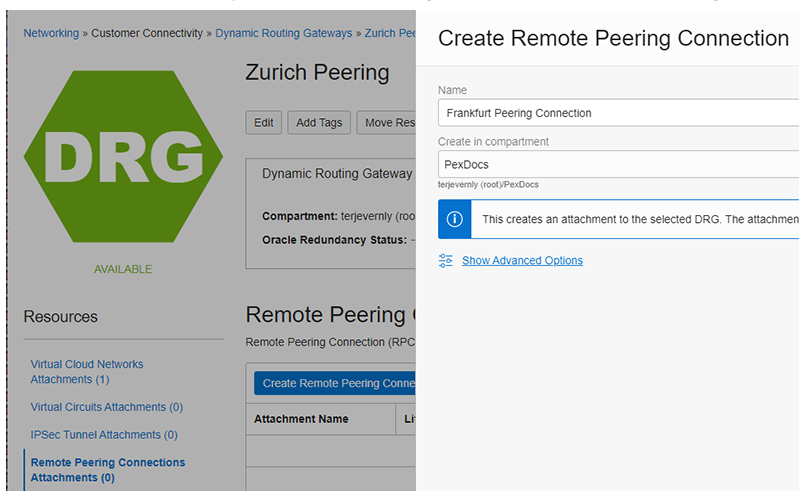 Networking » Customer Connectivity » Dynamic Routing Gateways » Zurich Pee
DRG
AVAILABLE
Zurich Peering
Edit
Add Tags
Move Res
Dynamic Routing Gateway
Compartment: terjevernly (roo
Oracle Redundancy Status: -
Resources
Virtual Cloud Networks
Attachments (1)
Virtual Circuits Attachments (0)
IPSec Tunnel Attachments (0)
Remote Peering Connections
Attachments (0)
Remote Peering
Remote Peering Connection (RPC
Create Remote Peering Conne
Attachment Name
Li
Create Remote Peering Connection
Name
Frankfurt Peering Connection
Create in compartment
PexDocs
terjevernly (root)/PexDocs
This creates an attachment to the selected DRG. The attachmen
Show Advanced Options